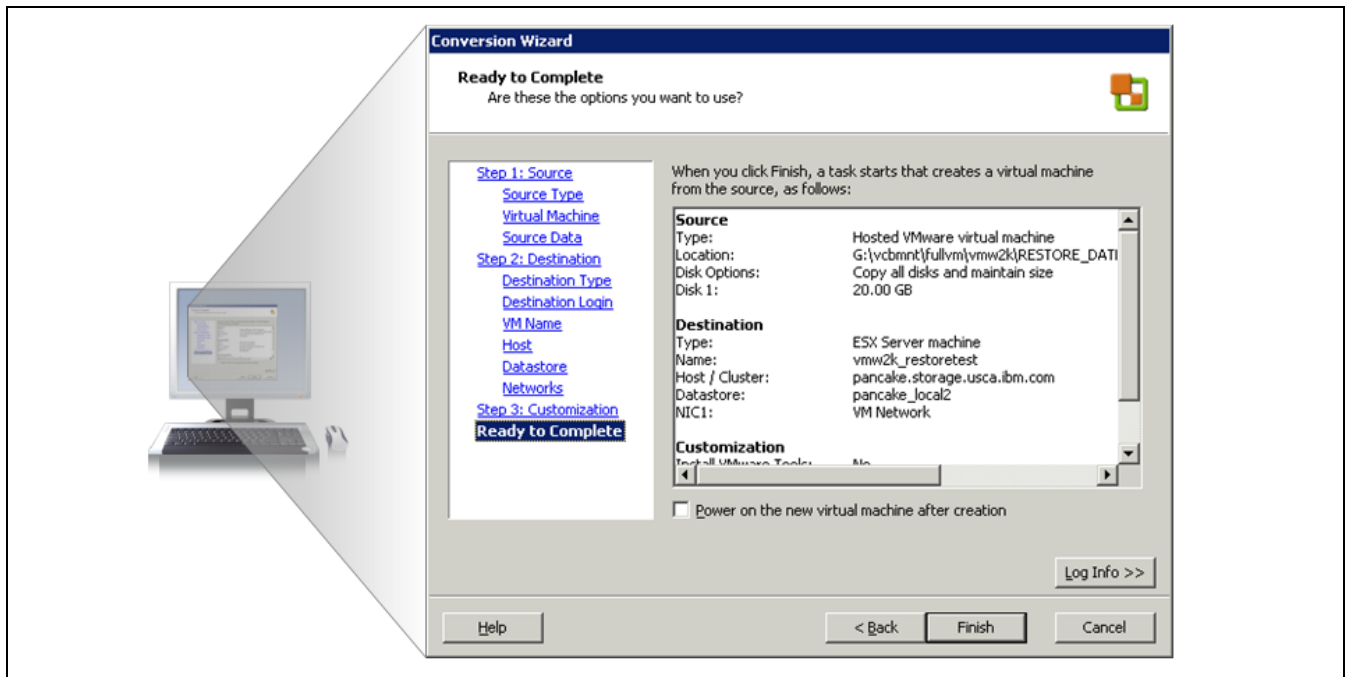 Conversion Wizard
Ready to Complete
Are these the options you want to use?
Step 1: Source
Source Type
Virtual Machine
Source Data
Step 2: Destination
Destination Type
Destination Login
VM Name
Host
Datastore
Networks
Step 3: Customization
Ready to Complete
When you click Finish, a task starts that creates a virtual machine
from the source, as follows:
Source
Type: Hosted VMware virtual machine
Location: G:\vcbmnt\fullvm\vmw2k\RESTORE_DATI
Disk Options: Copy all disks and maintain size
Disk 1: 20.00 GB
Destination
Type: ESX Server machine
Name: vmw2k_restoretest
Host / Cluster: pancake.storage.usca.ibm.com
Datastore: pancake_local2
NIC1: VM Network
Customization
Install VMware Tools: No
Power on the new virtual machine after creation
Log Info >>
Help
< Back
Finish
Cancel